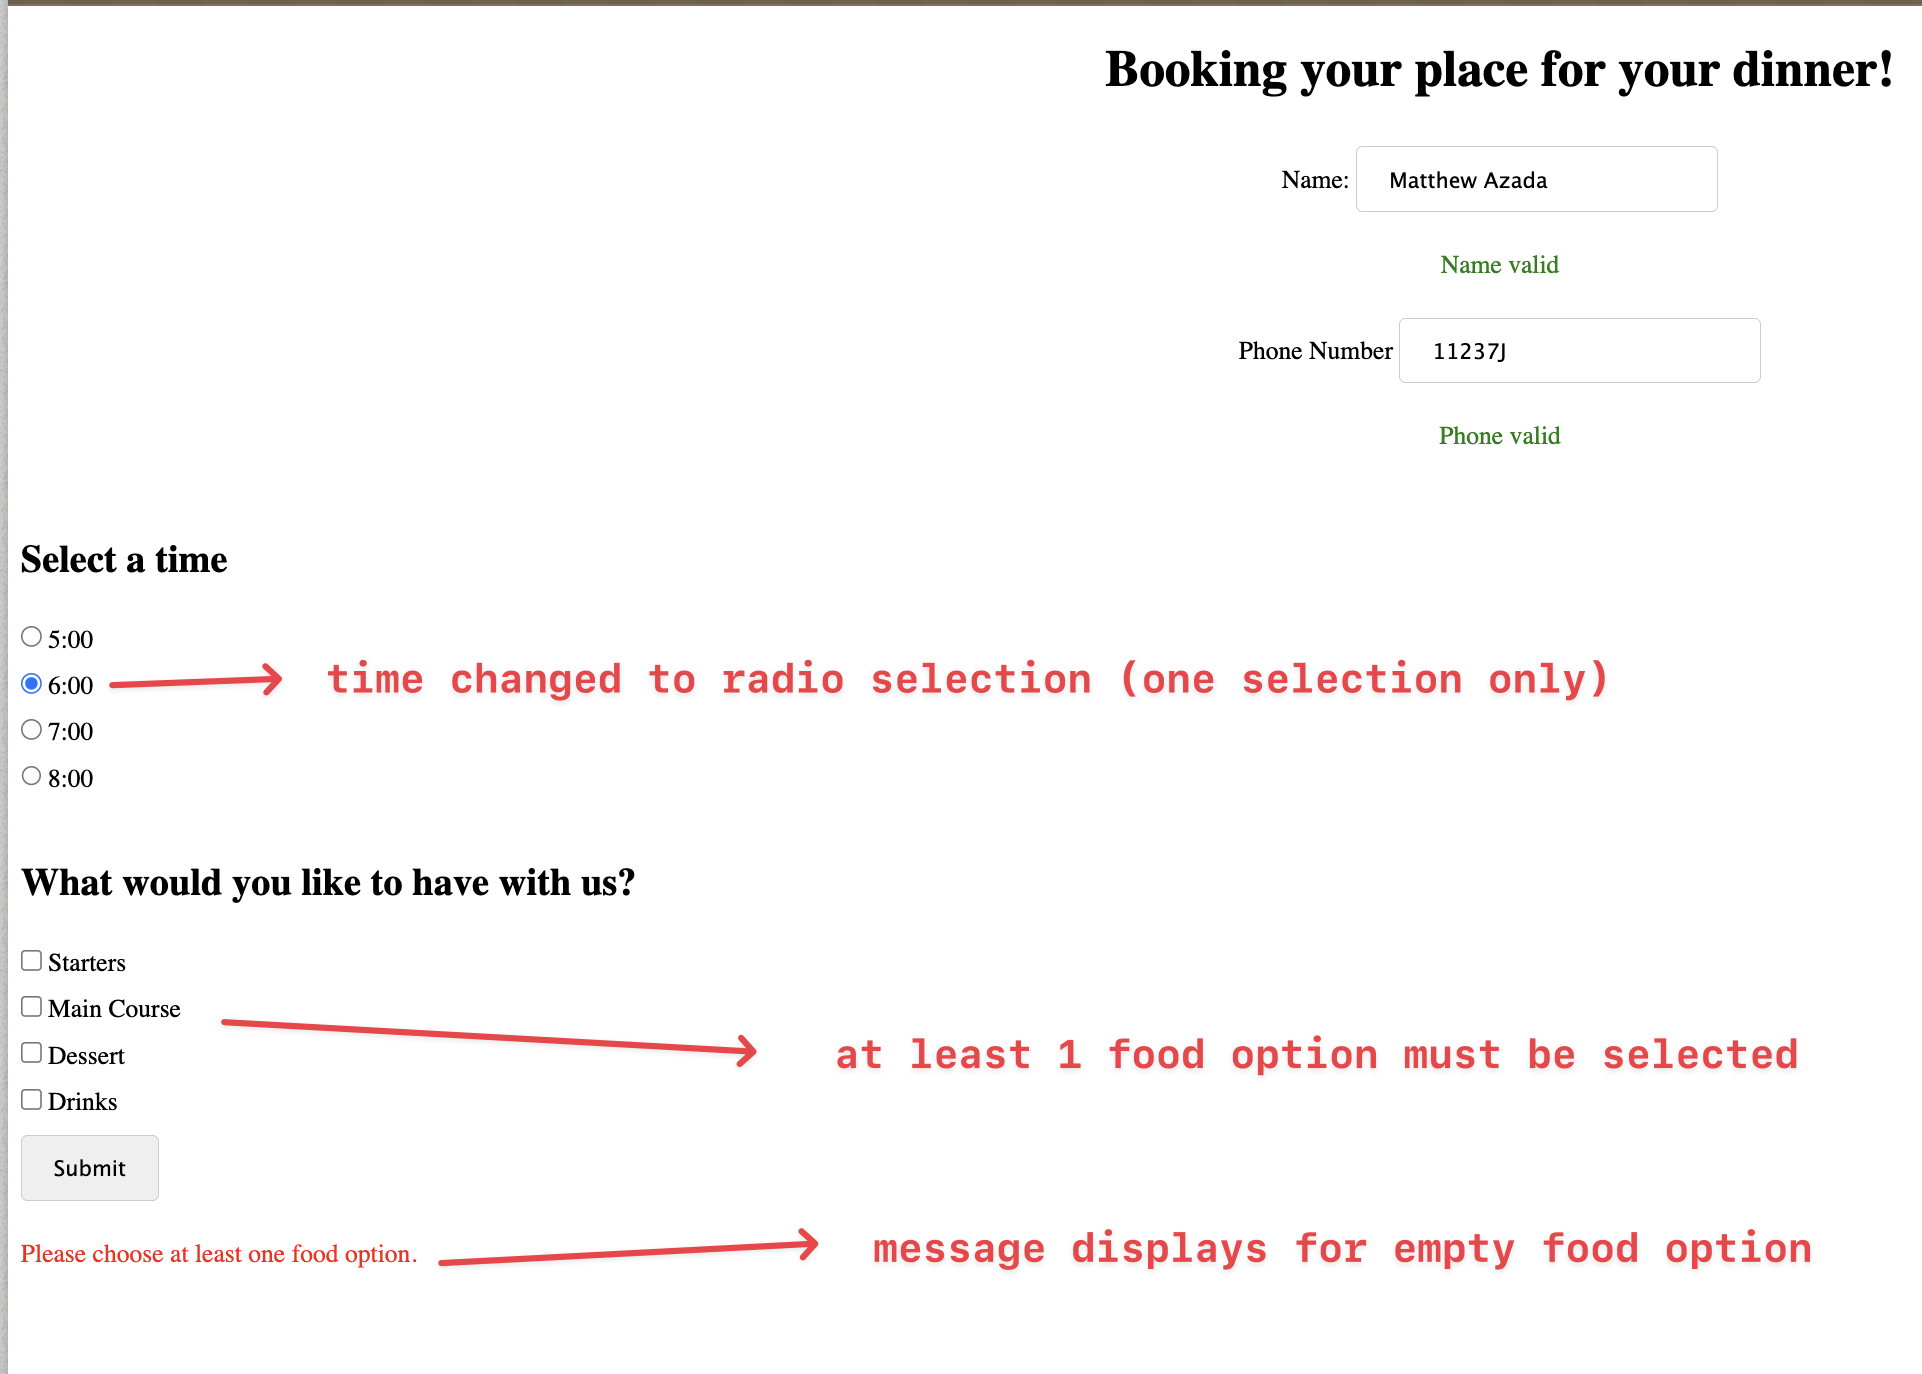 Booking your place for your dinner!
Name: Matthew Azada
Name valid
Phone Number 11237J
Phone valid
Select a time
5:00
6:00 time changed to radio selection (one selection only)
7:00
8:00
What would you like to have with us?
Starters
Main Course
at least 1 food option must be selected
Dessert
Drinks
Submit
Please choose at least one food option. message displays for empty food option